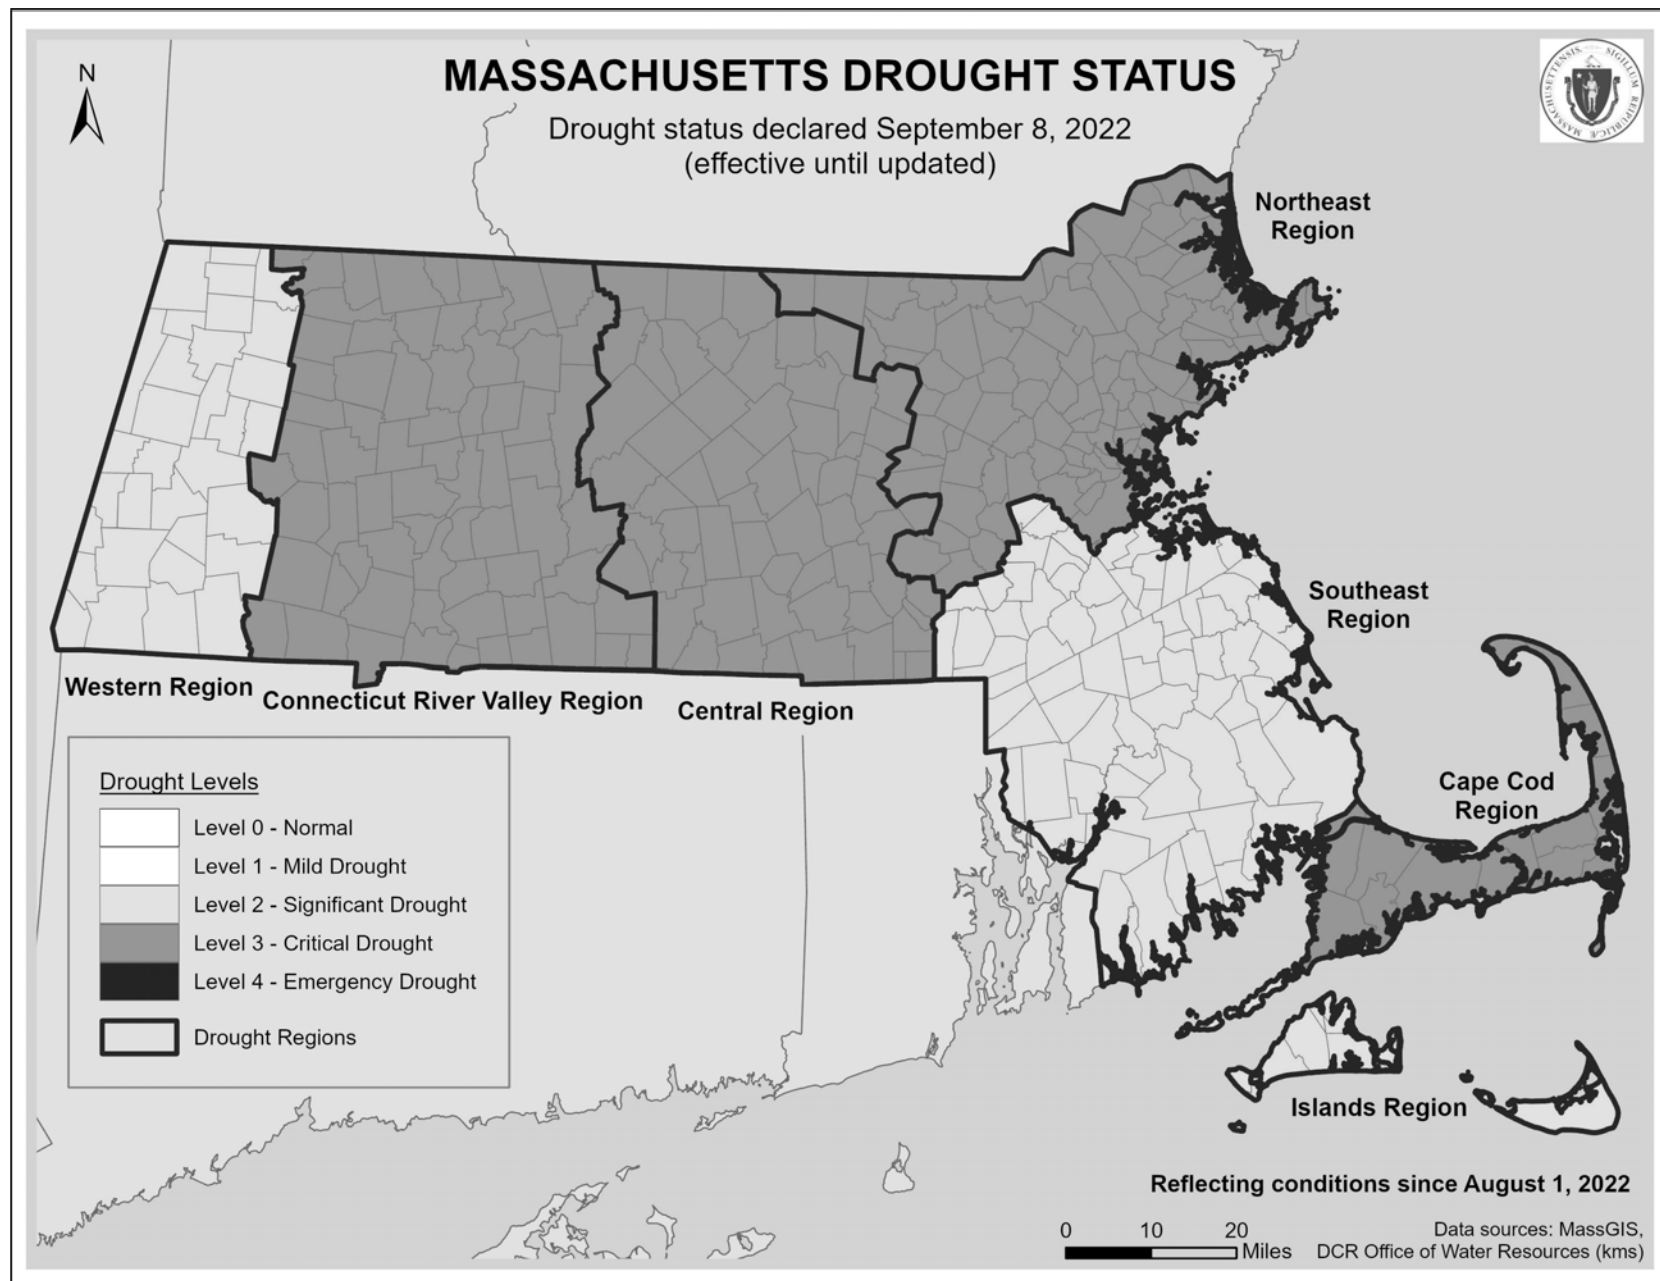 N
MASSACHUSETTS DROUGHT STATUS
Drought status declared September 8, 2022
(effective until updated)
SIGILLUM REIPUBLICÆ MASSACHUSETTENSIS
Northeast
Region
Southeast
Region
Western Region
Connecticut River Valley Region
Central Region
Cape Cod
Region
Drought Levels
Level 0 - Normal
Level 1 - Mild Drought
Level 2 - Significant Drought
Level 3 - Critical Drought
Level 4 - Emergency Drought
Drought Regions
Islands Region
Reflecting conditions since August 1, 2022
0 10 20
Miles
Data sources: MassGIS,
DCR Office of Water Resources (kms)